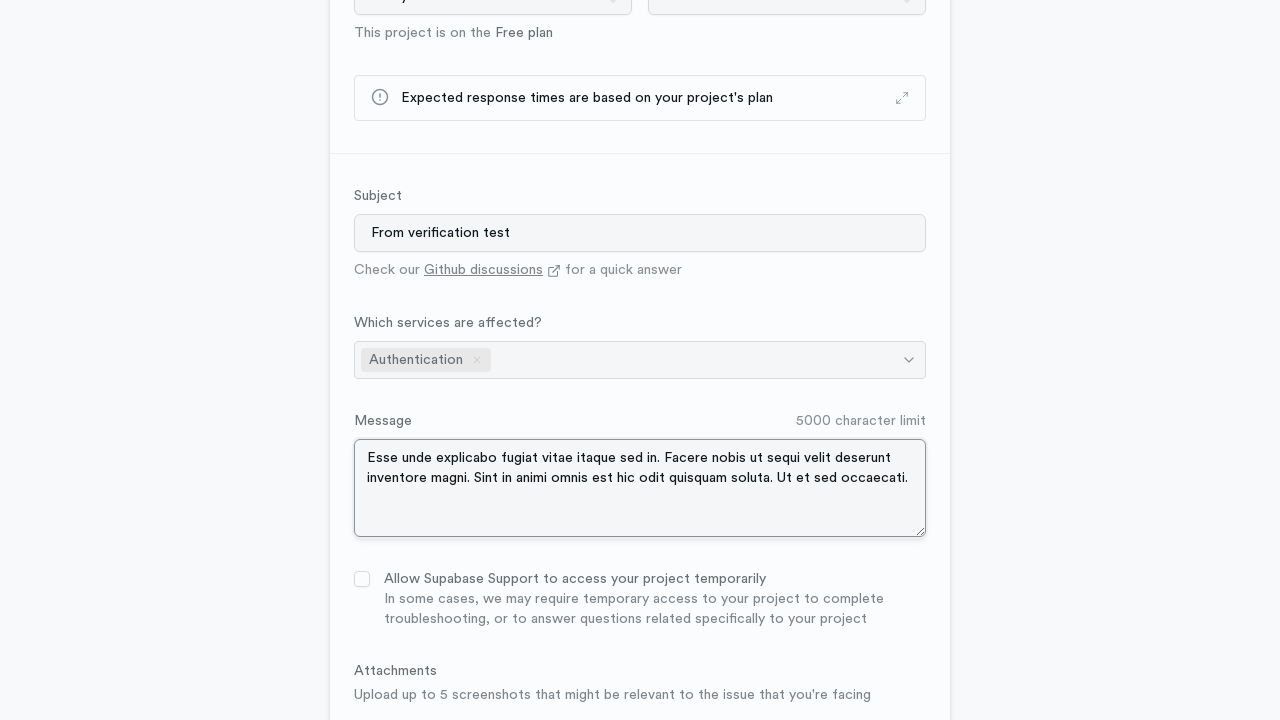 This project is on the Free plan
Expected response times are based on your project's plan
Subject
From verification test
Check our Github discussions for a quick answer
Which services are affected?
Authentication
Message
5000 character limit
Esse unde explicabo fugiat vitae itaque sed in. Facere nobis ut sequi velit deserunt
inventore magni. Sint in animi omnis est hic odit quisquam soluta. Ut et sed occaecati.
Allow Supabase Support to access your project temporarily
In some cases, we may require temporary access to your project to complete
troubleshooting, or to answer questions related specifically to your project
Attachments
Upload up to 5 screenshots that might be relevant to the issue that you're facing